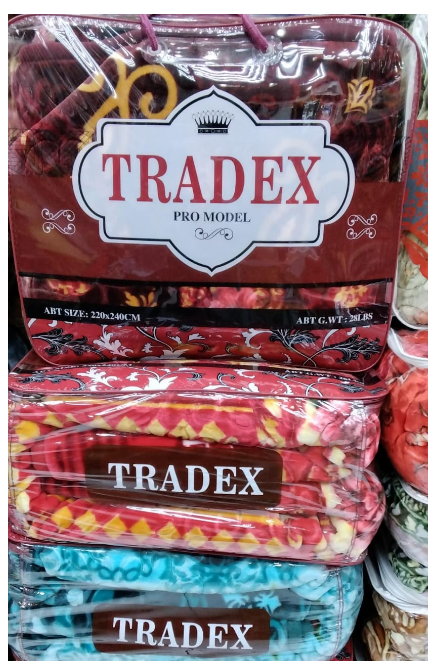 TRADEX
PRO MODEL
ABT SIZE: 220x240CM
ABT G.WT : 28LBS
TRADEX
TRADEX